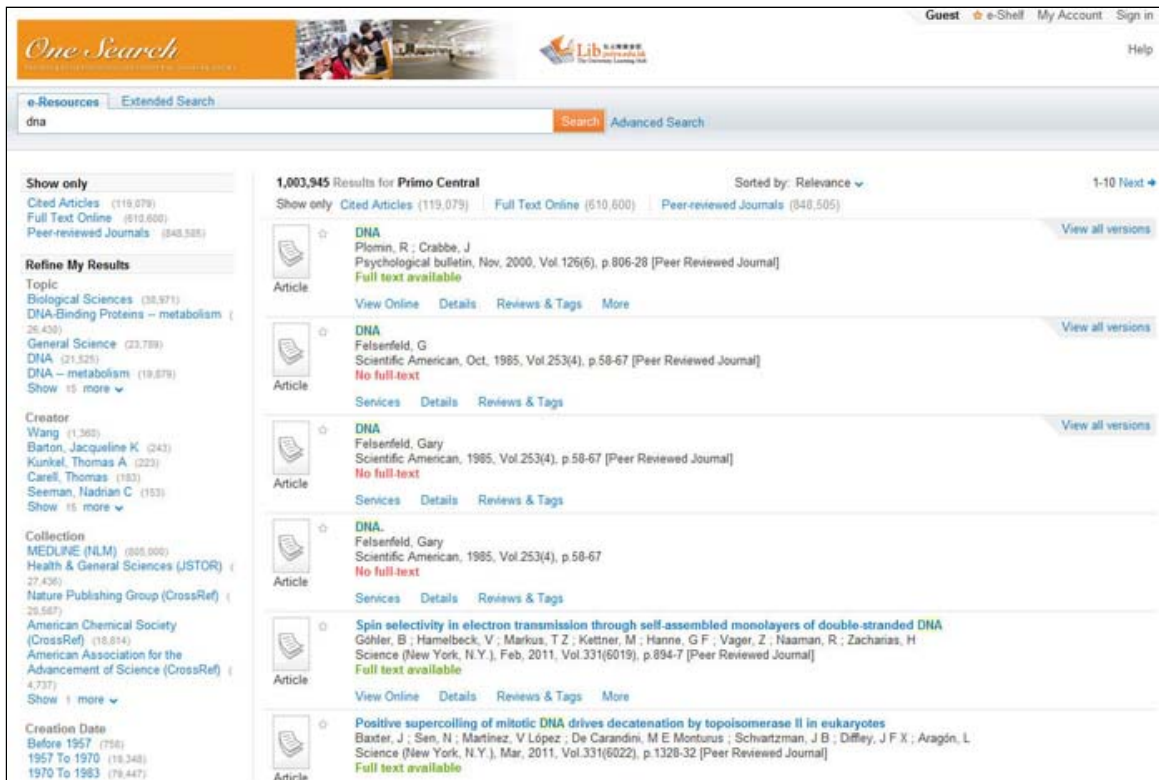 Guest e-Shelf My Account Sign in
One Search
Lib
The University Learning Hub
Help
e-Resources Extended Search
dna Search Advanced Search
Show only
Cited Articles (119,079)
Full Text Online (610,600)
Peer-reviewed Journals (848,505)
Refine My Results
Topic
Biological Sciences (38,971)
DNA-Binding Proteins -- metabolism (
26,430)
General Science (23,789)
DNA (21,525)
DNA -- metabolism (19,879)
Show 15 more
Creator
Wang (1,360)
Barton, Jacqueline K (243)
Kunkel, Thomas A (223)
Carell, Thomas (183)
Seeman, Nadrian C (153)
Show 15 more
Collection
MEDLINE (NLM) (805,000)
Health & General Sciences (JSTOR) (
27,436)
Nature Publishing Group (CrossRef) (
American Chemical Society
(CrossRef) (18,814)
American Association for the
Advancement of Science (CrossRef) (
4,737)
Show 1 more
Creation Date
Before 1957 (756)
1957 To 1970 (19,348)
1970 To 1983 (79,447)
1,003,945 Results for Primo Central Sorted by: Relevance 1-10 Next
Show only Cited Articles (119,079) Full Text Online (610,600) Peer-reviewed Journals (848,505)
Article
DNA View all versions
Plomin, R ; Crabbe, J
Psychological bulletin, Nov, 2000, Vol.126(6), p.806-28 [Peer Reviewed Journal]
Full text available
View Online Details Reviews & Tags More
Article
DNA View all versions
Felsenfeld, G
Scientific American, Oct, 1985, Vol.253(4), p.58-67 [Peer Reviewed Journal]
No full-text
Services Details Reviews & Tags
Article
DNA View all versions
Felsenfeld, Gary
Scientific American, 1985, Vol.253(4), p.58-67 [Peer Reviewed Journal]
No full-text
Services Details Reviews & Tags
Article
DNA.
Felsenfeld, Gary
Scientific American, 1985, Vol.253(4), p.58-67
No full-text
Services Details Reviews & Tags
Article
Spin selectivity in electron transmission through self-assembled monolayers of double-stranded DNA
Göhler, B ; Hamelbeck, V ; Markus, T Z ; Kettner, M ; Hanne, G F ; Vager, Z ; Naaman, R ; Zacharias, H
Science (New York, N.Y.), Feb, 2011, Vol.331(6019), p.894-7 [Peer Reviewed Journal]
Full text available
View Online Details Reviews & Tags More
Article
Positive supercoiling of mitotic DNA drives decatenation by topoisomerase II in eukaryotes
Baxter, J ; Sen, N ; Martínez, V López ; De Carandini, M E Monturus ; Schvartzman, J B ; Diffley, J F X ; Aragón, L
Science (New York, N.Y.), Mar, 2011, Vol.331(6022), p.1328-32 [Peer Reviewed Journal]
Full text available